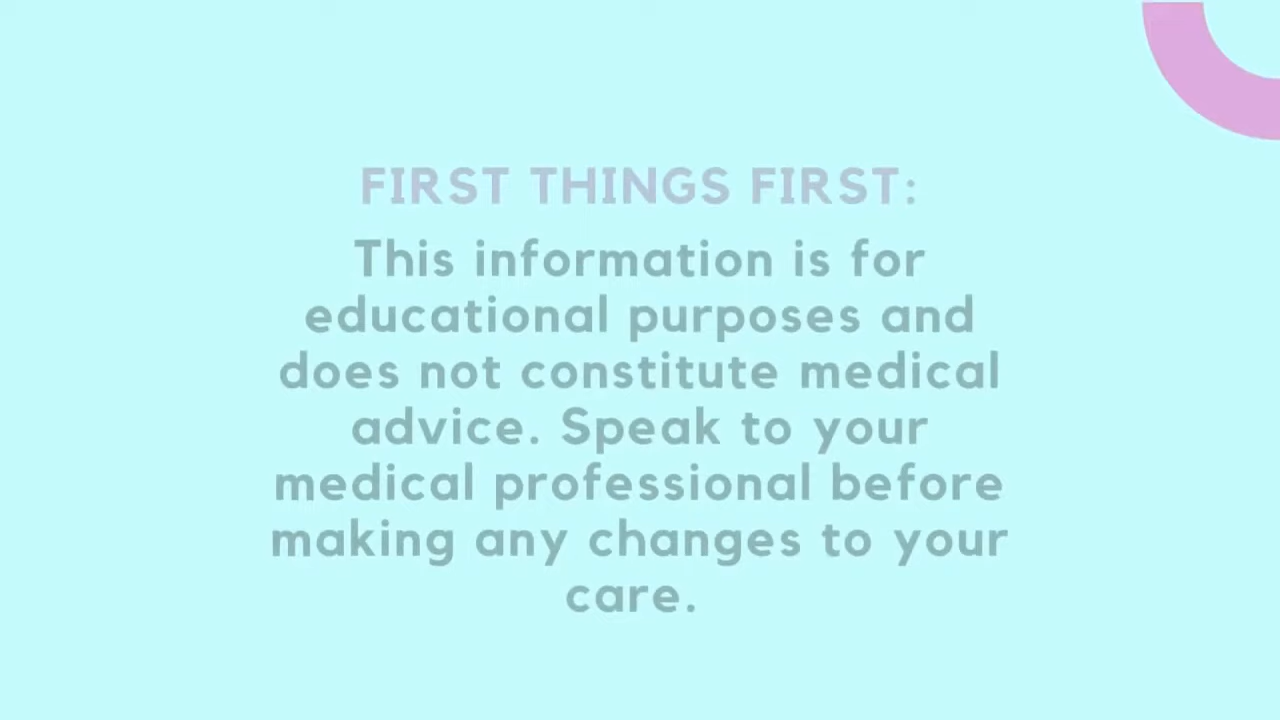 FIRST THINGS FIRST:
This information is for
educational purposes and
does not constitute medical
advice. Speak to your
medical professional before
making any changes to your
care.